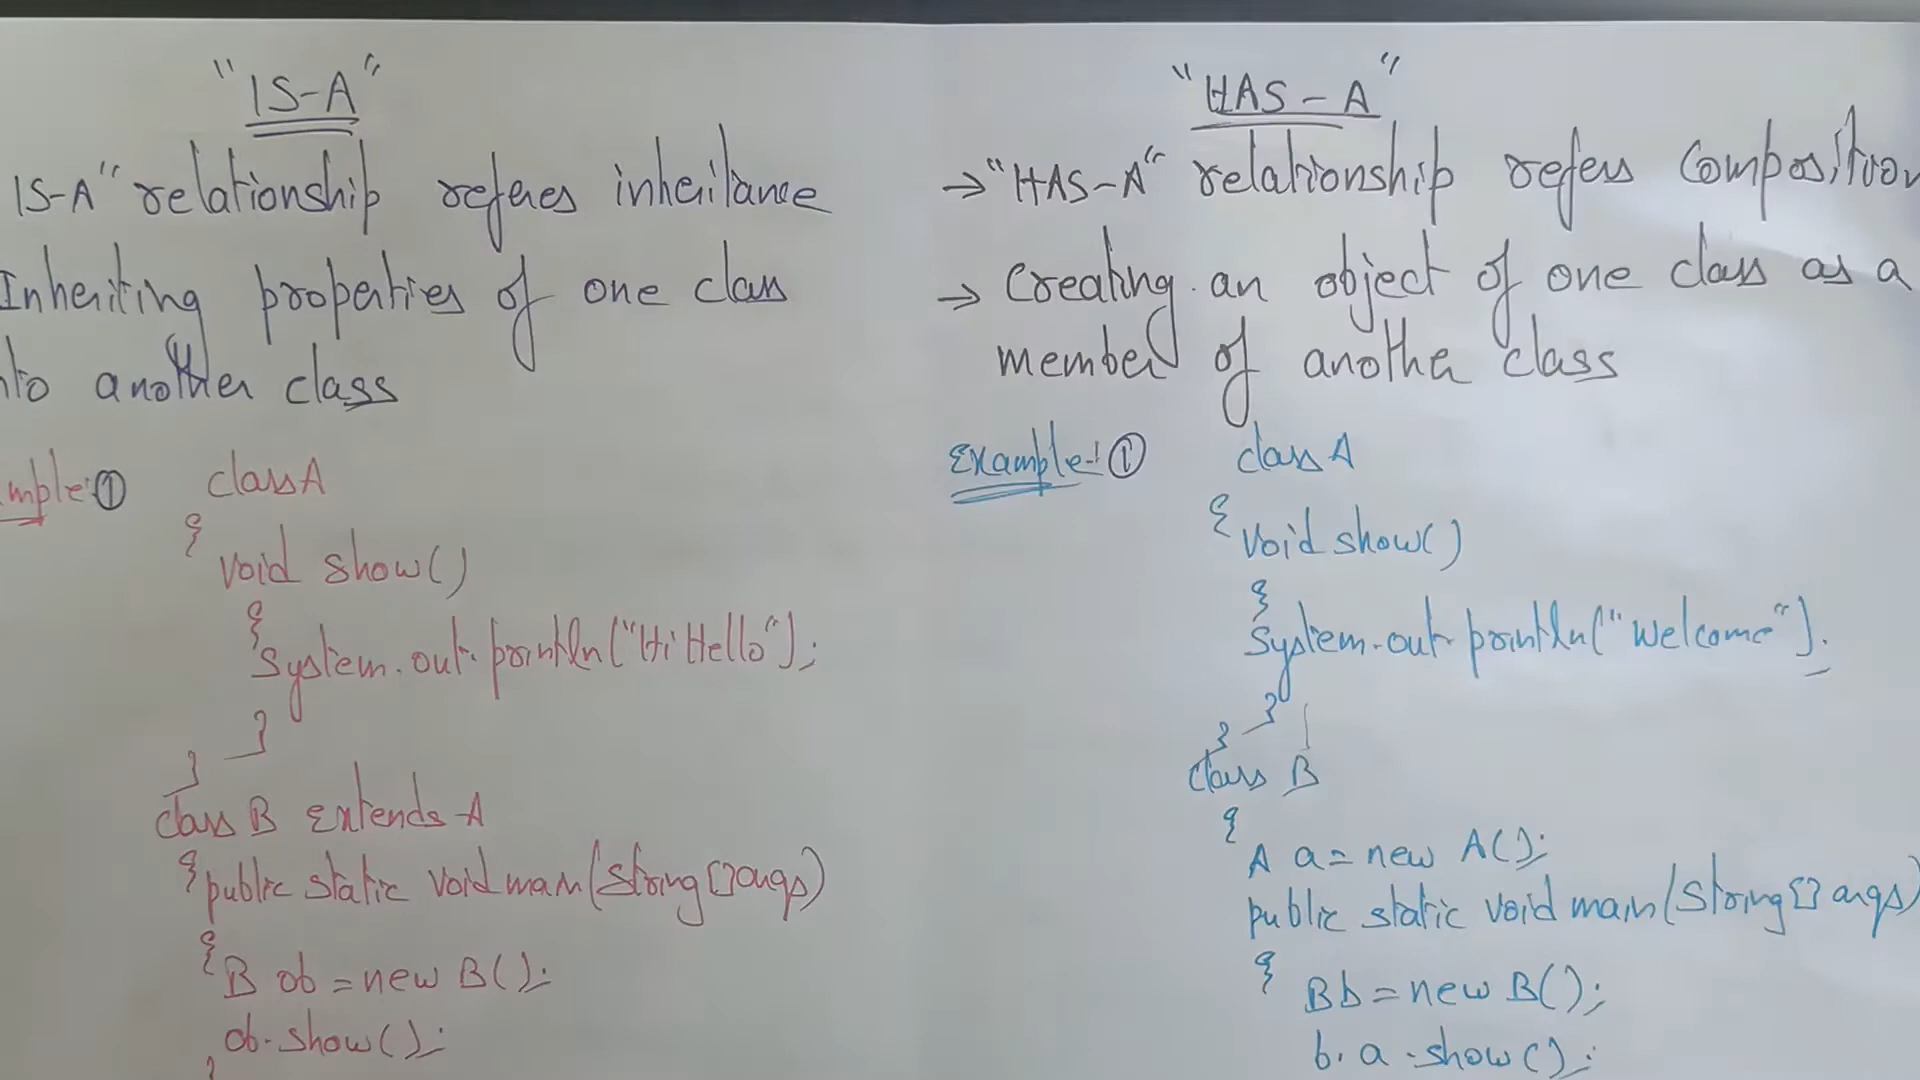 "IS-A"
IS-A" relationship referes inheritance
Inheriting properties of one class
nto another class
mple:①
class A
{
void show()
{
System.out.println("Hi Hello");
}
}
class B extends A
{ public static void main(String[]args)
{ B ob = new B();
ob.show();
}
"HAS-A"
→ "HAS-A" relationship refers Composition
→ Creating an object of one class as a
member of another class
Example:①
class A
{ void show()
{
System.out.println("Welcome");
}
}
class B
{
A a = new A();
public static void main(String[] args)
{ B b = new B();
b.a.show();